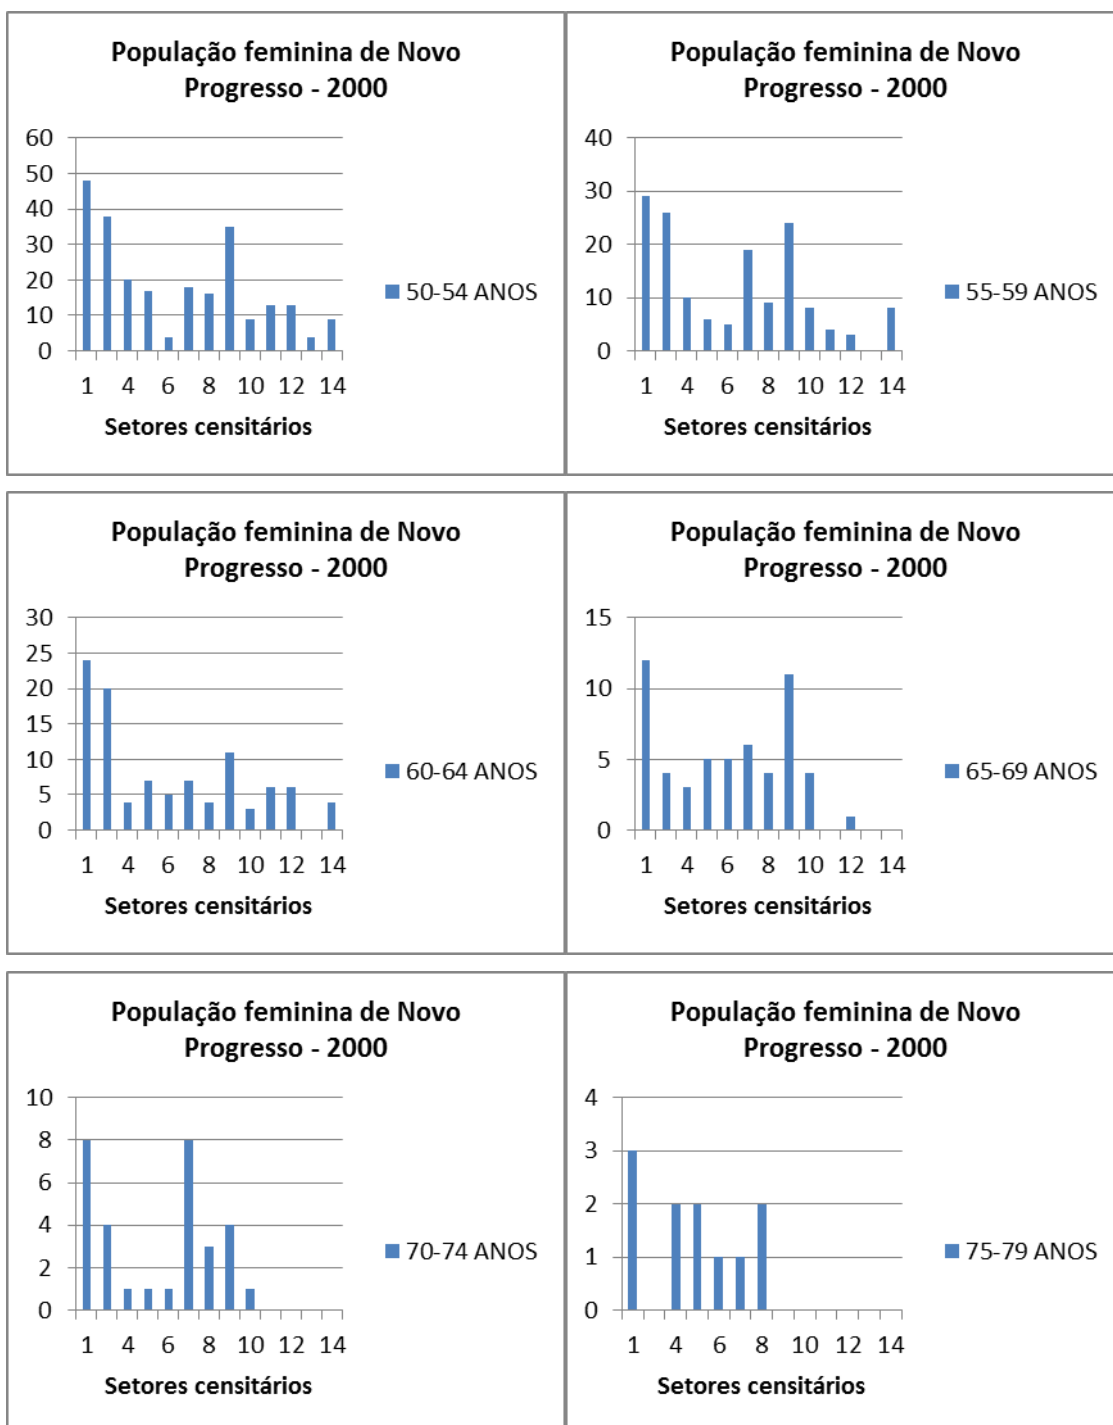 População feminina de Novo
Progresso - 2000
60
50
40
30
20
10
0
50-54 ANOS
1 4 6 8 10 12 14
Setores censitários
População feminina de Novo
Progresso - 2000
40
30
20
10
0
55-59 ANOS
1 4 6 8 10 12 14
Setores censitários
População feminina de Novo
Progresso - 2000
30
25
20
15
10
5
0
60-64 ANOS
1 4 6 8 10 12 14
Setores censitários
População feminina de Novo
Progresso - 2000
15
10
5
0
65-69 ANOS
1 4 6 8 10 12 14
Setores censitários
População feminina de Novo
Progresso - 2000
10
8
6
4
2
0
70-74 ANOS
1 4 6 8 10 12 14
Setores censitários
População feminina de Novo
Progresso - 2000
4
3
2
1
0
75-79 ANOS
1 4 6 8 10 12 14
Setores censitários